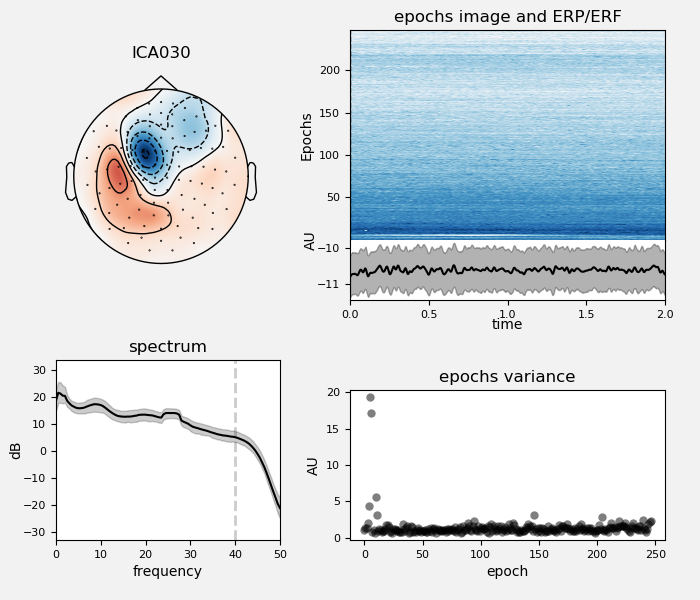 ICA030
epochs image and ERP/ERF
Epochs
200
150
100
50
AU
−10
−11
0.0 0.5 1.0 1.5 2.0
time
spectrum
dB
30
20
10
0
−10
−20
−30
0 10 20 30 40 50
frequency
epochs variance
AU
20
15
10
5
0
0 50 100 150 200 250
epoch